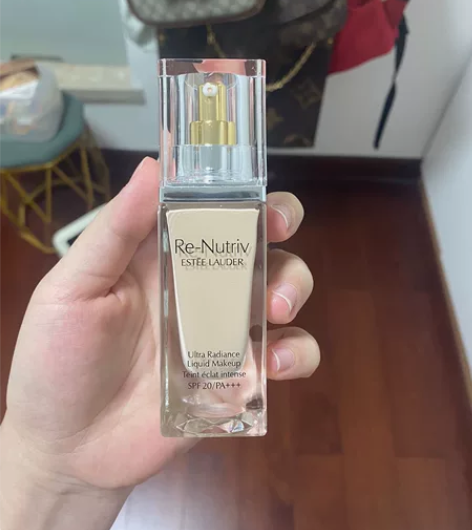 Re-Nutriv
ESTĒE LAUDER
Ultra Radiance
Liquid Makeup
Teint éclat intense
SPF 20/PA+++